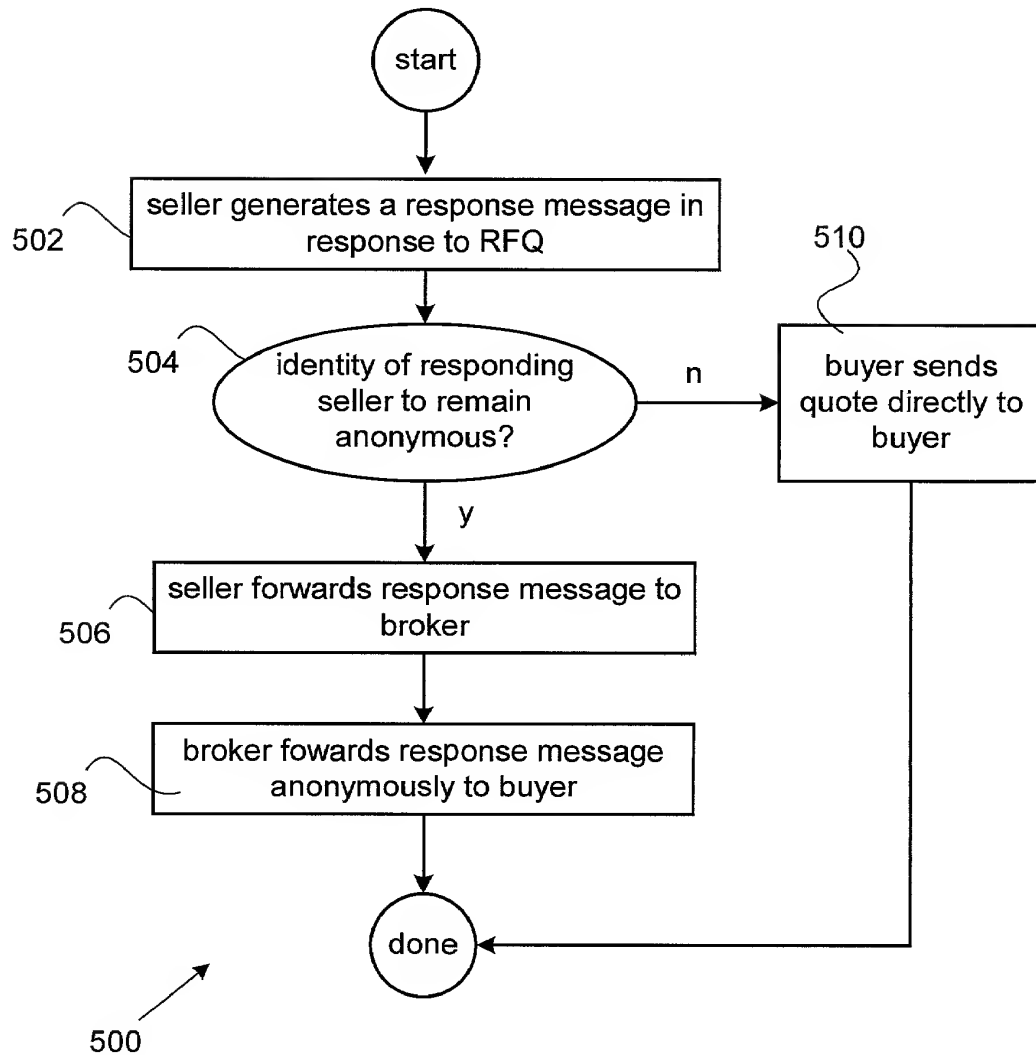 start
seller generates a response message in
response to RFQ
502
510
504
identity of responding
seller to remain
anonymous?
n
buyer sends
quote directly to
buyer
y
seller forwards response message to
broker
506
broker fowards response message
anonymously to buyer
508
done
500